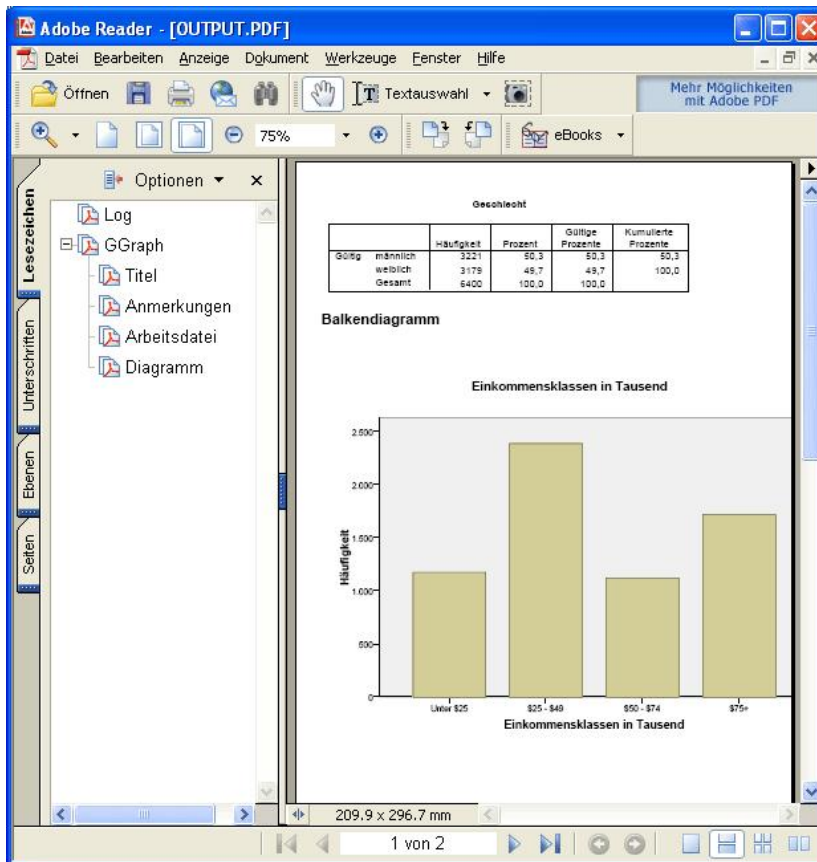 Adobe Reader - [OUTPUT.PDF]
Datei Bearbeiten Anzeige Dokument Werkzeuge Fenster Hilfe
Öffnen Textauswahl Mehr Möglichkeiten
mit Adobe PDF
75% eBooks
Lesezeichen
Unterschriften
Ebenen
Seiten
Optionen
Log
GGraph
Titel
Anmerkungen
Arbeitsdatei
Diagramm
Geschlecht
Häufigkeit Prozent Gültige Prozente Kumulierte Prozente
Gültig männlich 3221 50,3 50,3 50,3
weiblich 3179 49,7 49,7 100,0
Gesamt 6400 100,0 100,0
Balkendiagramm
Einkommensklassen in Tausend
Häufigkeit
2.500
2.000
1.500
1.000
500
0
Unter $25 $25 - $49 $50 - $74 $75+
Einkommensklassen in Tausend
209.9 x 296.7 mm
1 von 2